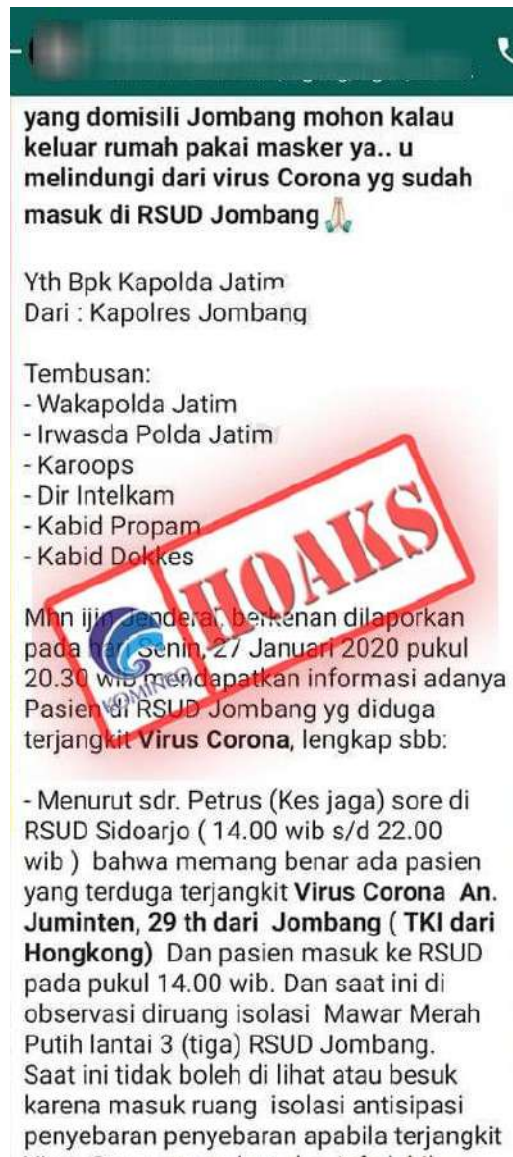 yang domisili Jombang mohon kalau
keluar rumah pakai masker ya.. u
melindungi dari virus Corona yg sudah
masuk di RSUD Jombang 🙏🏻
Yth Bpk Kapolda Jatim
Dari : Kapolres Jombang
Tembusan:
- Wakapolda Jatim
- Irwasda Polda Jatim
- Karoops
- Dir Intelkam
- Kabid Propam
- Kabid Dokkes
HOAKS
KOMINFO
Mhn ijin Jenderal, berkenan dilaporkan
pada hari Senin, 27 Januari 2020 pukul
20.30 wib mendapatkan informasi adanya
Pasien di RSUD Jombang yg diduga
terjangkit Virus Corona, lengkap sbb:
- Menurut sdr. Petrus (Kes jaga) sore di
RSUD Sidoarjo ( 14.00 wib s/d 22.00
wib ) bahwa memang benar ada pasien
yang terduga terjangkit Virus Corona An.
Juminten, 29 th dari Jombang ( TKI dari
Hongkong) Dan pasien masuk ke RSUD
pada pukul 14.00 wib. Dan saat ini di
observasi diruang isolasi Mawar Merah
Putih lantai 3 (tiga) RSUD Jombang.
Saat ini tidak boleh di lihat atau besuk
karena masuk ruang isolasi antisipasi
penyebaran penyebaran apabila terjangkit